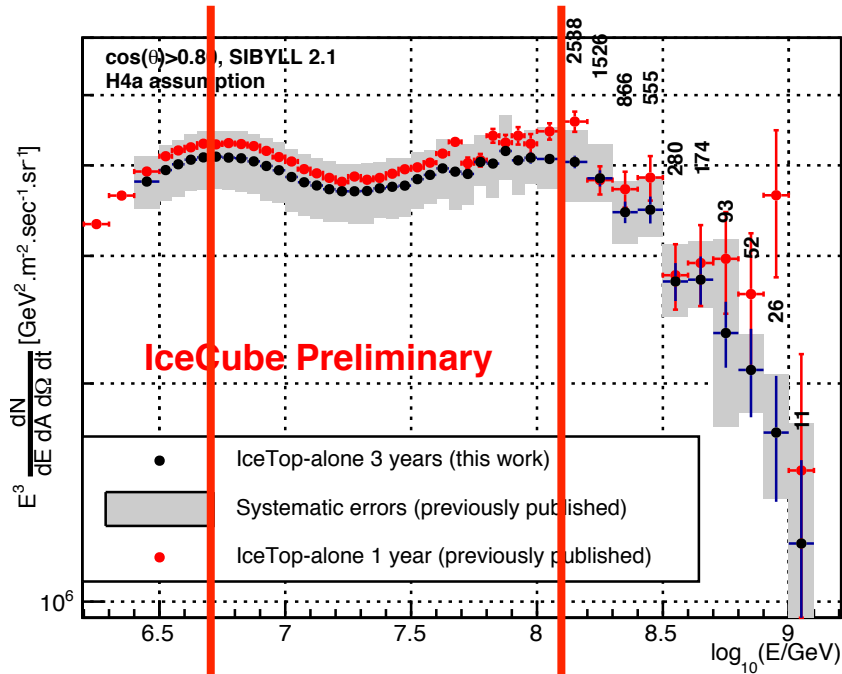 cos(θ)>0.80, SIBYLL 2.1
H4a assumption
2538
1526
866
555
280
174
93
52
26
11
IceCube Preliminary
E³ dN/dE dA dΩ dt [GeV².m⁻².sec⁻¹.sr⁻¹]
IceTop-alone 3 years (this work)
Systematic errors (previously published)
IceTop-alone 1 year (previously published)
10⁶
6.5 7 7.5 8 8.5 9
log₁₀(E/GeV)